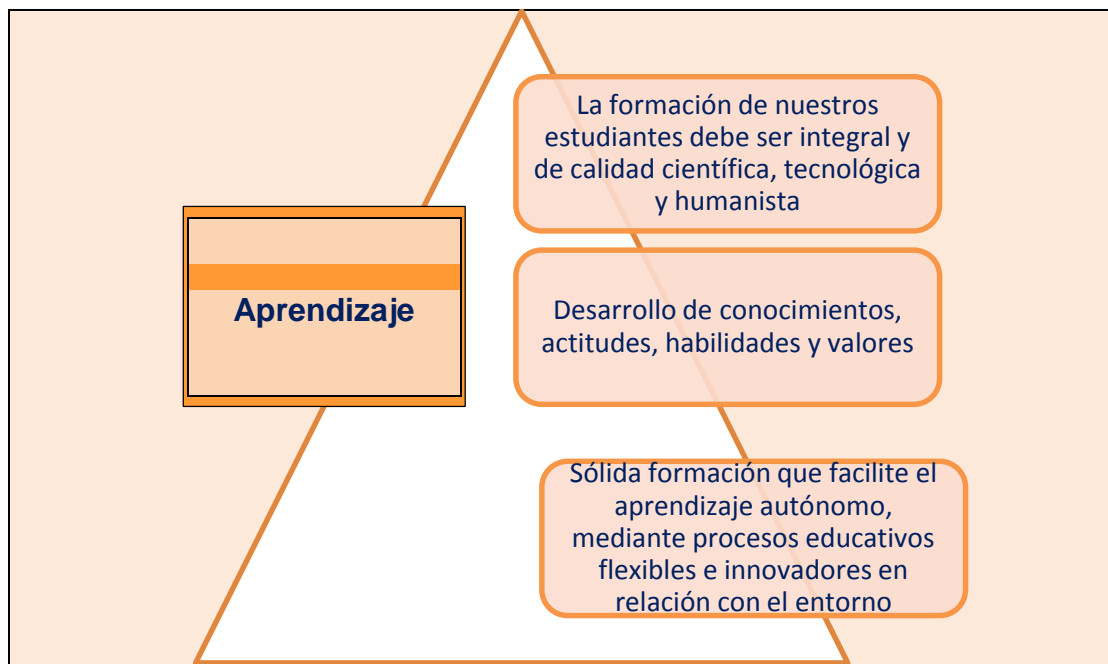 La formación de nuestros
estudiantes debe ser integral y
de calidad científica, tecnológica
y humanista
Aprendizaje
Desarrollo de conocimientos,
actitudes, habilidades y valores
Sólida formación que facilite el
aprendizaje autónomo,
mediante procesos educativos
flexibles e innovadores en
relación con el entorno